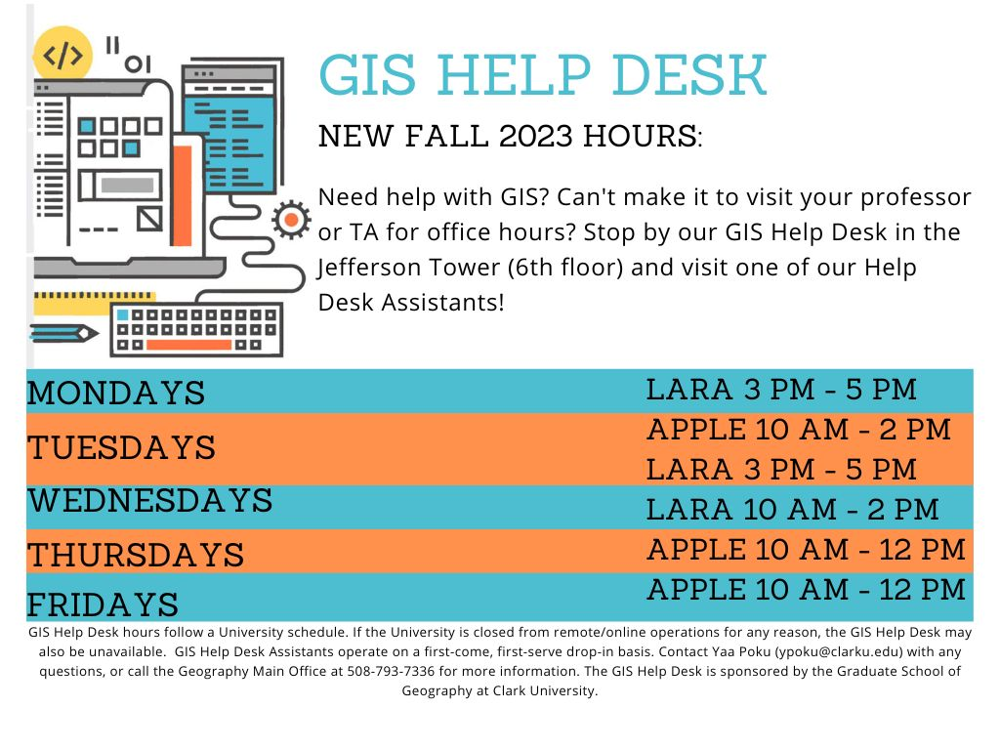 </>
GIS HELP DESK
NEW FALL 2023 HOURS:
Need help with GIS? Can't make it to visit your professor
or TA for office hours? Stop by our GIS Help Desk in the
Jefferson Tower (6th floor) and visit one of our Help
Desk Assistants!
MONDAYS
LARA 3 PM - 5 PM
TUESDAYS
APPLE 10 AM - 2 PM
LARA 3 PM - 5 PM
WEDNESDAYS
LARA 10 AM - 2 PM
THURSDAYS
APPLE 10 AM - 12 PM
FRIDAYS
APPLE 10 AM - 12 PM
GIS Help Desk hours follow a University schedule. If the University is closed from remote/online operations for any reason, the GIS Help Desk may
also be unavailable.  GIS Help Desk Assistants operate on a first-come, first-serve drop-in basis. Contact Yaa Poku (ypoku@clarku.edu) with any
questions, or call the Geography Main Office at 508-793-7336 for more information. The GIS Help Desk is sponsored by the Graduate School of
Geography at Clark University.